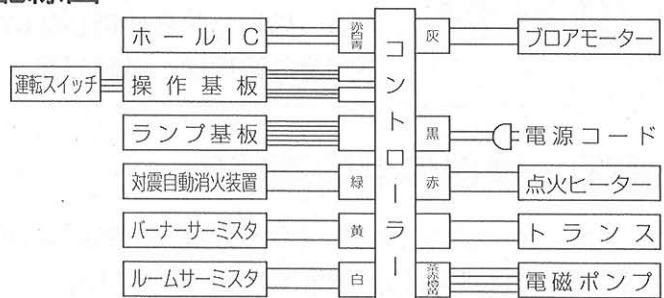 ホールIC 赤白青 灰 ブロアモーター
運転スイッチ 操作基板
コントローラー
ランプ基板 黒 電源コード
対震自動消火装置 緑 赤 点火ヒーター
バーナーサーミスタ 黄 トランス
ルームサーミスタ 白 茶赤橙黄 電磁ポンプ